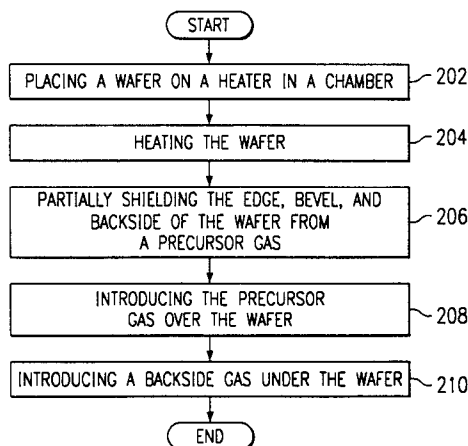 START
PLACING A WAFER ON A HEATER IN A CHAMBER
202
HEATING THE WAFER
204
PARTIALLY SHIELDING THE EDGE, BEVEL, AND
BACKSIDE OF THE WAFER FROM
A PRECURSOR GAS
206
INTRODUCING THE PRECURSOR
GAS OVER THE WAFER
208
INTRODUCING A BACKSIDE GAS UNDER THE WAFER
210
END